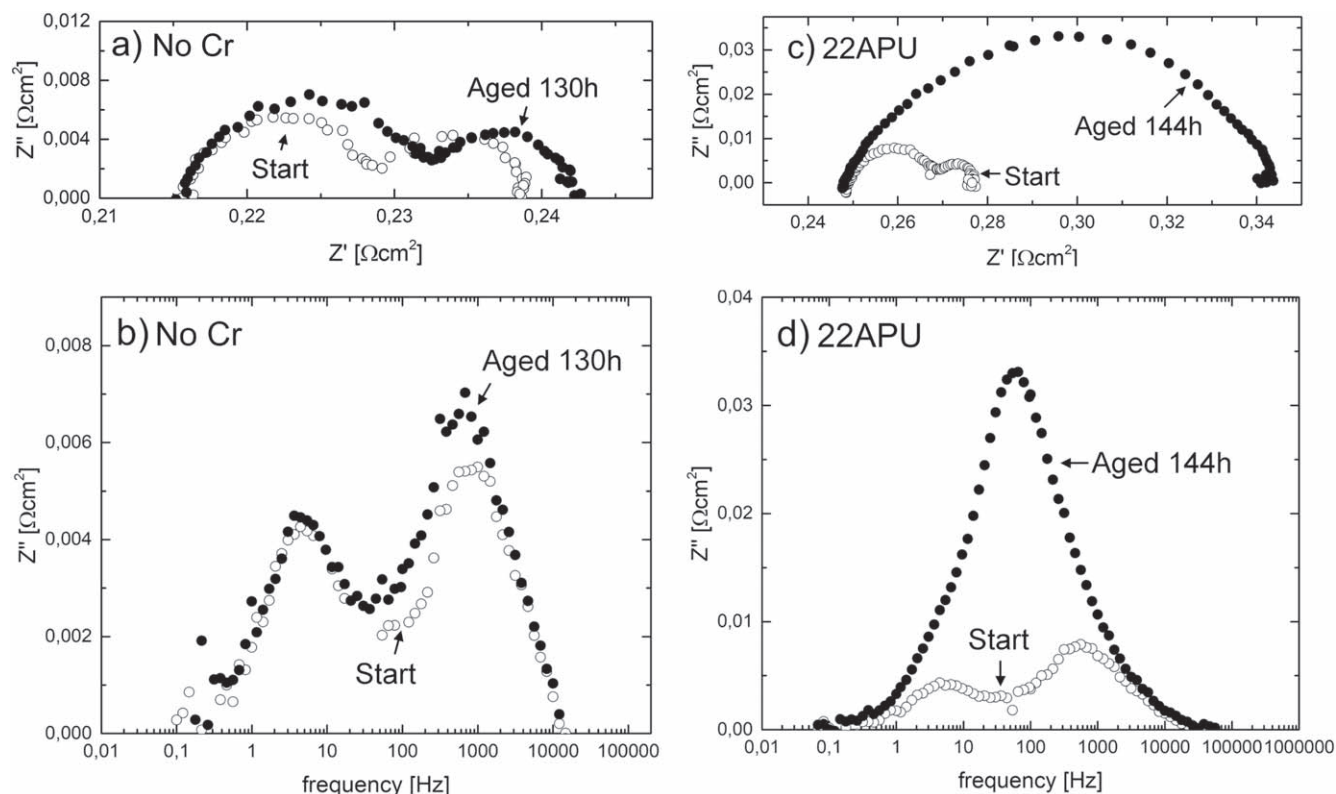 a) No Cr
0,012
0,008
0,004
0,000
Z'' [Ωcm²]
Aged 130h
Start
0,21 0,22 0,23 0,24
Z' [Ωcm²]
c) 22APU
0,03
0,02
0,01
0,00
Z'' [Ωcm²]
Aged 144h
Start
0,24 0,26 0,28 0,30 0,32 0,34
Z' [Ωcm²]
b) No Cr
0,008
0,006
0,004
0,002
0,000
Z'' [Ωcm²]
Aged 130h
Start
0,01 0,1 1 10 100 1000 10000 100000
frequency [Hz]
d) 22APU
0,04
0,03
0,02
0,01
0,00
Z'' [Ωcm²]
Aged 144h
Start
0,01 0,1 1 10 100 1000 10000 1000001000000
frequency [Hz]